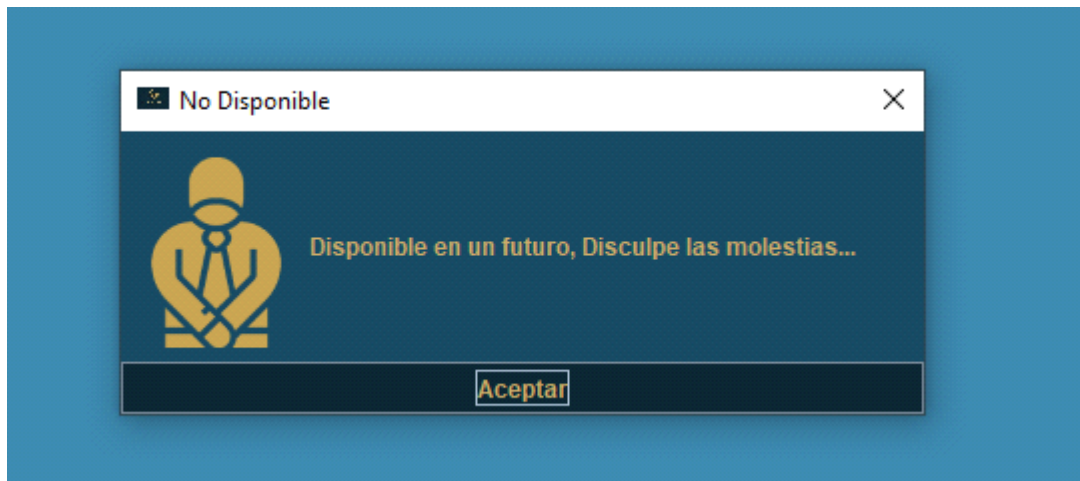 No Disponible
Disponible en un futuro, Disculpe las molestias...
Aceptar